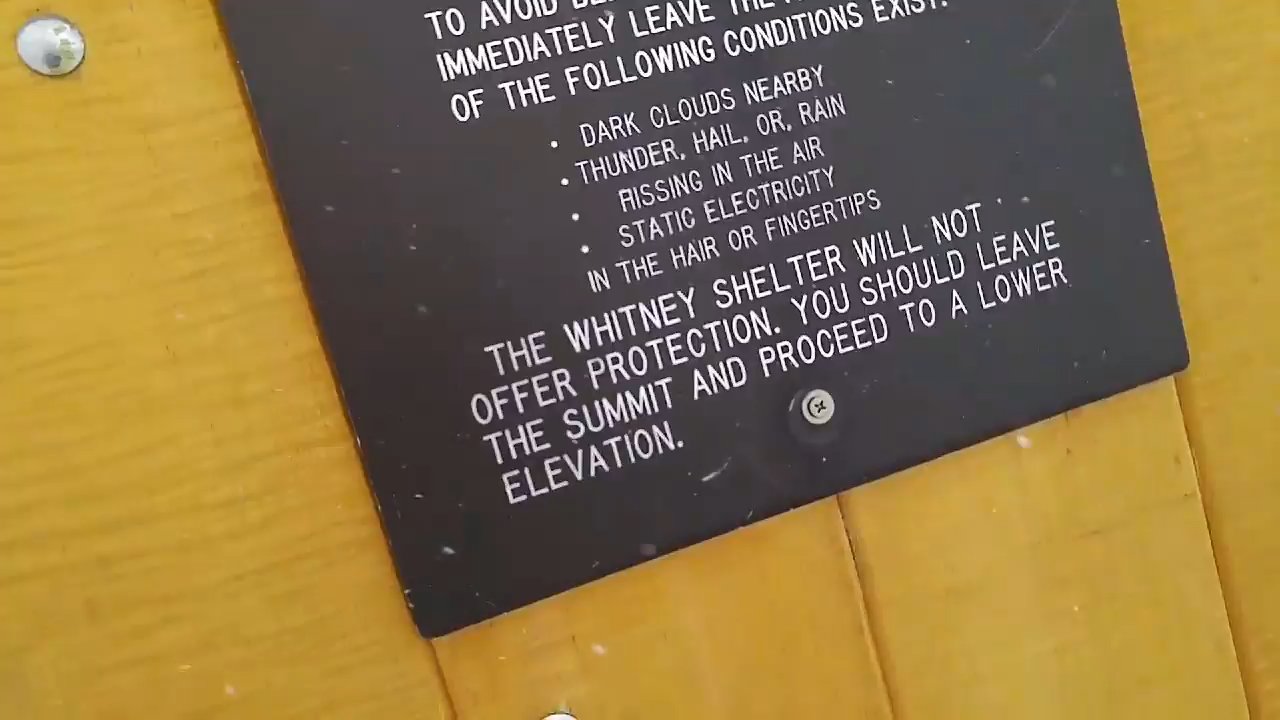 TO AVOID
IMMEDIATELY LEAVE THE
OF THE FOLLOWING CONDITIONS EXIST.
• DARK CLOUDS NEARBY
• THUNDER, HAIL, OR, RAIN
• HISSING IN THE AIR
• STATIC ELECTRICITY
IN THE HAIR OR FINGERTIPS
THE WHITNEY SHELTER WILL NOT
OFFER PROTECTION. YOU SHOULD LEAVE
THE SUMMIT AND PROCEED TO A LOWER
ELEVATION.